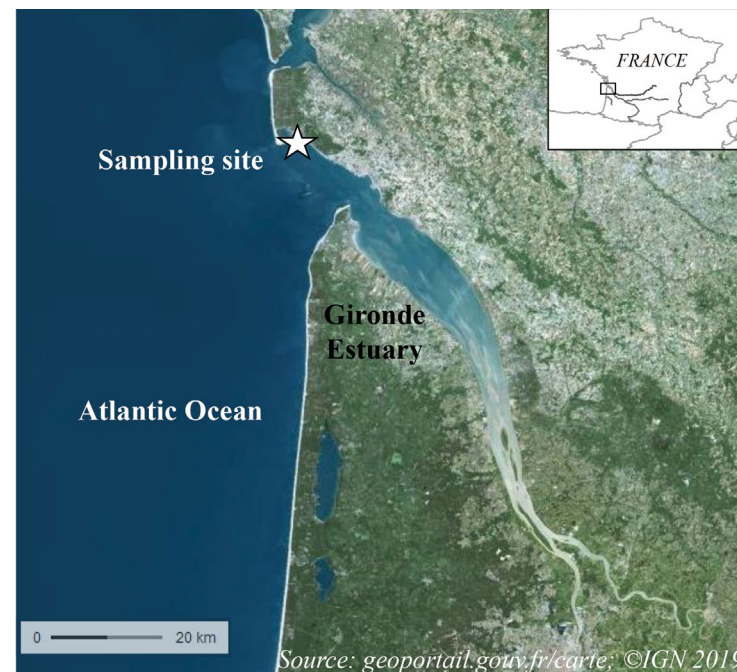 FRANCE
Sampling site
Gironde
Estuary
Atlantic Ocean
0 20 km
Source: geoportail.gouv.fr/carte; ©IGN 2019